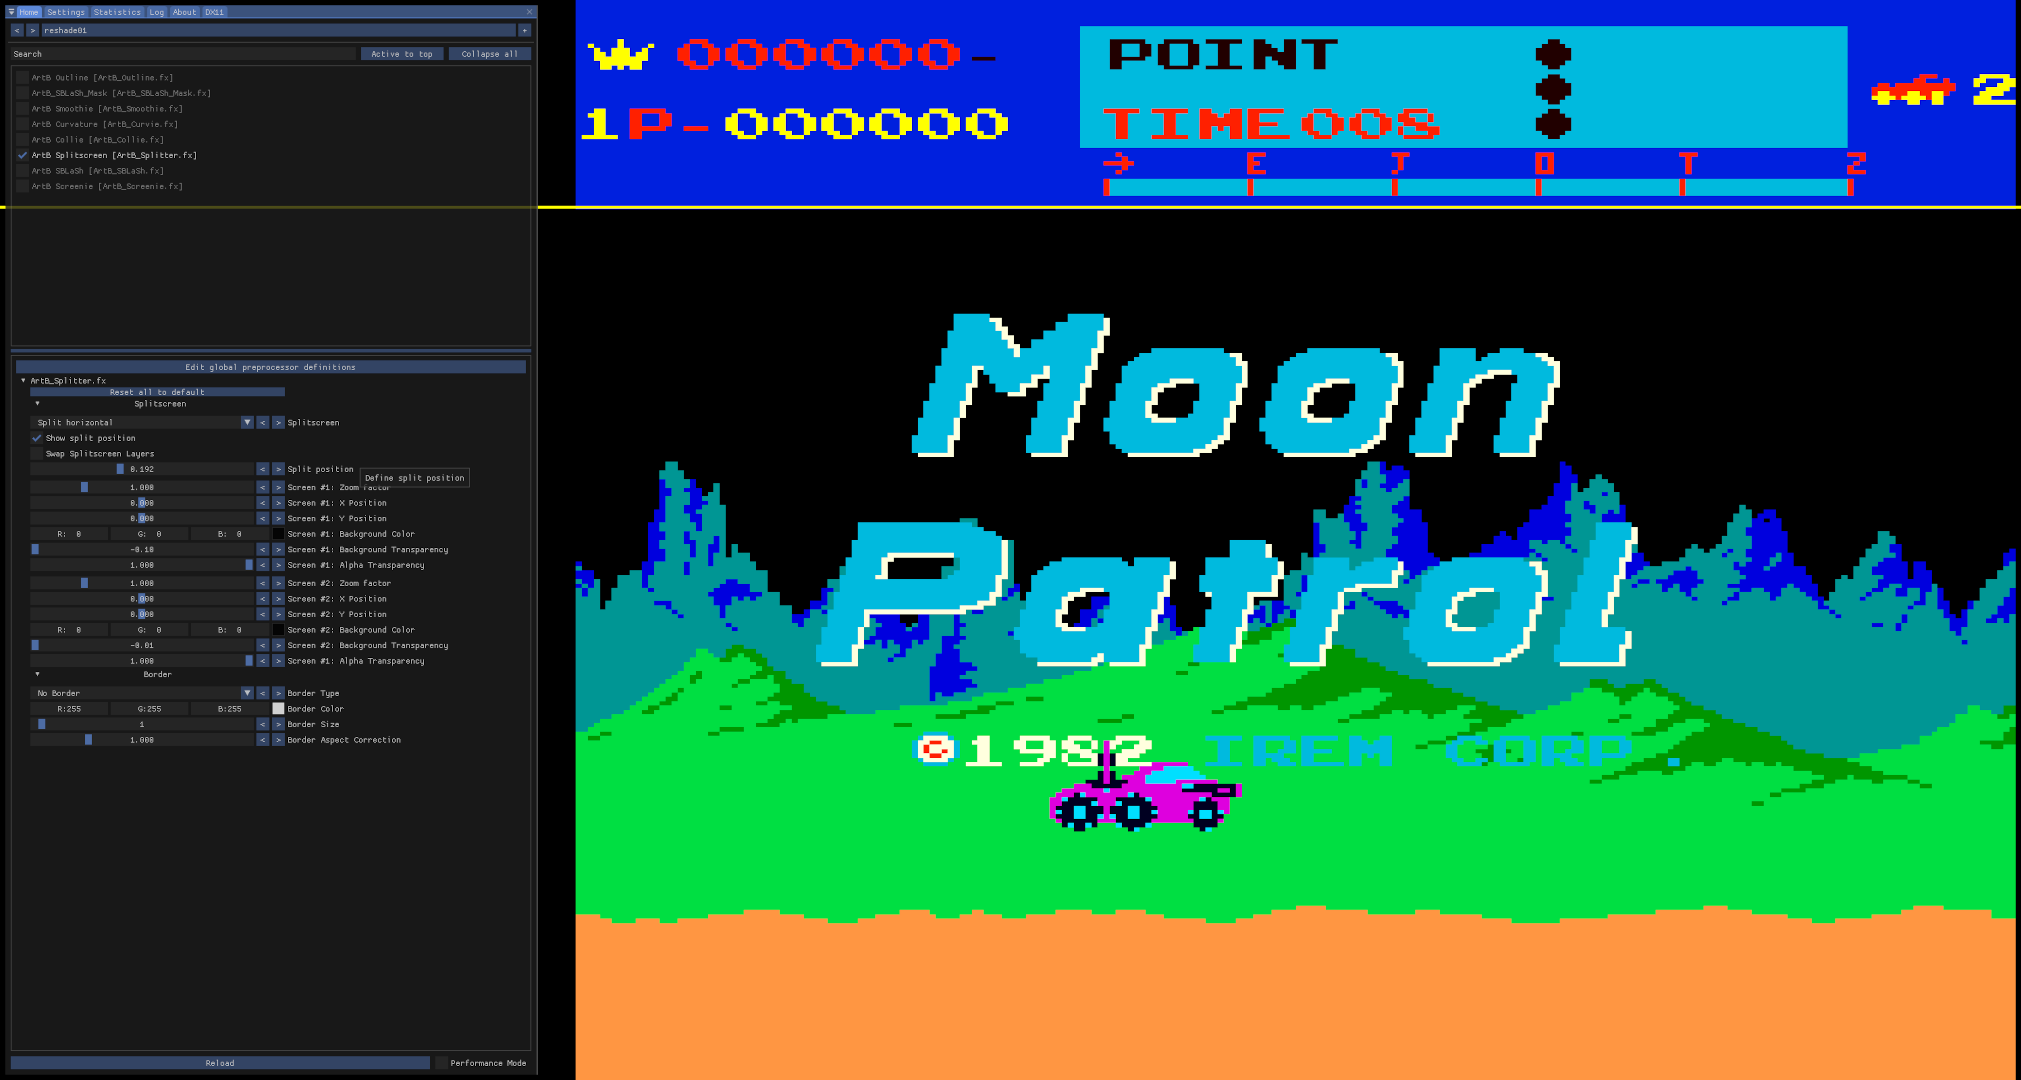 Home Settings Statistics Log About DX11
< > reshade01 +
Search Active to top Collapse all
ArtB Outline [ArtB_Outline.fx]
ArtB_SBLaSh_Mask [ArtB_SBLaSh_Mask.fx]
ArtB Smoothie [ArtB_Smoothie.fx]
ArtB Curvature [ArtB_Curvie.fx]
ArtB Collie [ArtB_Collie.fx]
ArtB Splitscreen [ArtB_Splitter.fx]
ArtB SBLaSh [ArtB_SBLaSh.fx]
ArtB Screenie [ArtB_Screenie.fx]
Edit global preprocessor definitions
ArtB_Splitter.fx
Reset all to default
Splitscreen
Split horizontal < > Splitscreen
Show split position
Swap Splitscreen Layers
0.192 < > Split position
Define split position
1.000 < > Screen #1: Zoom factor
0.000 < > Screen #1: X Position
0.000 < > Screen #1: Y Position
R: 0 G: 0 B: 0 Screen #1: Background Color
-0.10 < > Screen #1: Background Transparency
1.000 < > Screen #1: Alpha Transparency
1.000 < > Screen #2: Zoom factor
0.000 < > Screen #2: X Position
0.000 < > Screen #2: Y Position
R: 0 G: 0 B: 0 Screen #2: Background Color
-0.01 < > Screen #2: Background Transparency
1.000 < > Screen #1: Alpha Transparency
Border
No Border < > Border Type
R:255 G:255 B:255 Border Color
1 < > Border Size
1.000 < > Border Aspect Correction
Reload Performance Mode
000000- POINT
2
1P-000000 TIME008
E J O T Z
Moon
Patrol
©1982 IREM CORP.